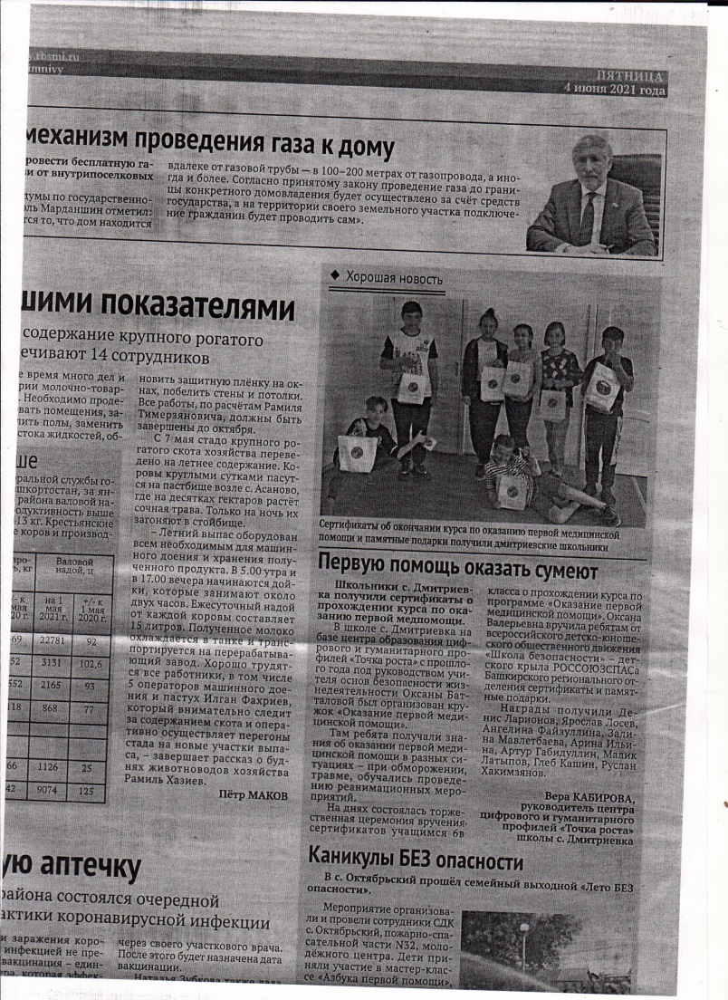 y.rbsmi.ru
imnivy
ПЯТНИЦА
4 июня 2021 года
механизм проведения газа к дому
ровести бесплатную га-
и от внутрипоселковых
думы по государственно-
ль Марданшин отметил:
тся то, что дом находится
вдалеке от газовой трубы — в 100–200 метрах от газопровода, а ино-
гда и более. Согласно принятому закону проведение газа до грани-
цы конкретного домовладения будет осуществлено за счёт средств
государства, а на территории своего земельного участка подключе-
ние гражданин будет проводить сам».
шими показателями
содержание крупного рогатого
ечивают 14 сотрудников
е время много дел и
рии молочно-товар-
. Необходимо проде-
вать помещения, за-
лить полы, заменить
стока жидкостей, об-
новить защитную плёнку на ок-
нах, побелить стены и потолки.
Все работы, по расчётам Рамиля
Тимерзяновича, должны быть
завершены до октября.
С 7 мая стадо крупного ро-
гатого скота хозяйства переве-
дено на летнее содержание. Ко-
ровы круглыми сутками пасут-
ся на пастбище возле с. Асаново,
где на десятках гектаров растёт
сочная трава. Только на ночь их
загоняют в стойбище.
– Летний выпас оборудован
всем необходимым для машин-
ного доения и хранения полу-
ченного продукта. В 5.00 утра и
в 17.00 вечера начинаются дой-
ки, которые занимают около
двух часов. Ежесуточный надой
от каждой коровы составляет
15 литров. Полученное молоко
охлаждается в танке и транс-
портируется на перерабатываю-
ющий завод. Хорошо трудят-
ся все работники, в том числе
5 операторов машинного дое-
ния и пастух Илган Фахриев,
который внимательно следит
за содержанием скота и опера-
тивно осуществляет перегоны
стада на новые участки выпа-
са, – завершает рассказ о буд-
нях животноводов хозяйства
Рамиль Хазиев.
Пётр МАКОВ
ше
еральной службы го-
шкортостан, за ян-
района валовой на-
одуктивность выше
13 кг. Крестьянские
е коров и производ-
ро-
ь, кг
Валовой
надой, ц
/- к
мая
20 г.
на 1
мая
2021 г.
+/- к
1 мая
2020 г.
69 22781 92
52 3131 102,6
552 2165 93
118 868 77
66 1126 25
42 9074 125
◆ Хорошая новость
Сертификаты об окончании курса по оказанию первой медицинской
помощи и памятные подарки получили дмитриевские школьники
Первую помощь оказать сумеют
Школьники с. Дмитриев-
ка получили сертификаты о
прохождении курса по ока-
занию первой медпомощи.
В школе с. Дмитриевка на
базе центра образования циф-
рового и гуманитарного про-
филей «Точка роста» с прошло-
го года под руководством учи-
теля основ безопасности жиз-
недеятельности Оксаны Бат-
таловой был организован кру-
жок «Оказание первой меди-
цинской помощи».
Там ребята получали зна-
ния об оказании первой меди-
цинской помощи в разных си-
туациях – при обморожении,
травме, обучались проведе-
нию реанимационных меро-
приятий.
На днях состоялась торже-
ственная церемония вручения
сертификатов учащимся 6в
класса о прохождении курса по
программе «Оказание первой
медицинской помощи». Оксана
Валерьевна вручила ребятам от
всероссийского детско-юноше-
ского общественного движения
«Школа безопасности» – дет-
ского крыла РОССОЮЗСПАСа
Башкирского регионального от-
деления сертификаты и памят-
ные подарки.
Награды получили Де-
нис Ларионов, Ярослав Лосев,
Ангелина Файзуллина, Зали-
на Мавлетбаева, Арина Ильи-
на, Артур Габидуллин, Малик
Латыпов, Глеб Кашин, Руслан
Хакимзянов.
Вера КАБИРОВА,
руководитель центра
цифрового и гуманитарного
профилей «Точка роста»
школы с. Дмитриевка
ую аптечку
района состоялся очередной
актики коронавирусной инфекции
и заражения коро-
инфекцией не пре-
вакцинация – един-
ера, которая эффек-
через своего участкового врача.
После этого будет назначена дата
вакцинации.
Наталья Зубкова также дала
Каникулы БЕЗ опасности
В с. Октябрьский прошёл семейный выходной «Лето БЕЗ
опасности».
Мероприятие организова-
ли и провели сотрудники СДК
с. Октябрьский, пожарно-спа-
сательной части N32, моло-
дёжного центра. Дети при-
няли участие в мастер-клас-
се «Азбука первой помощи»,